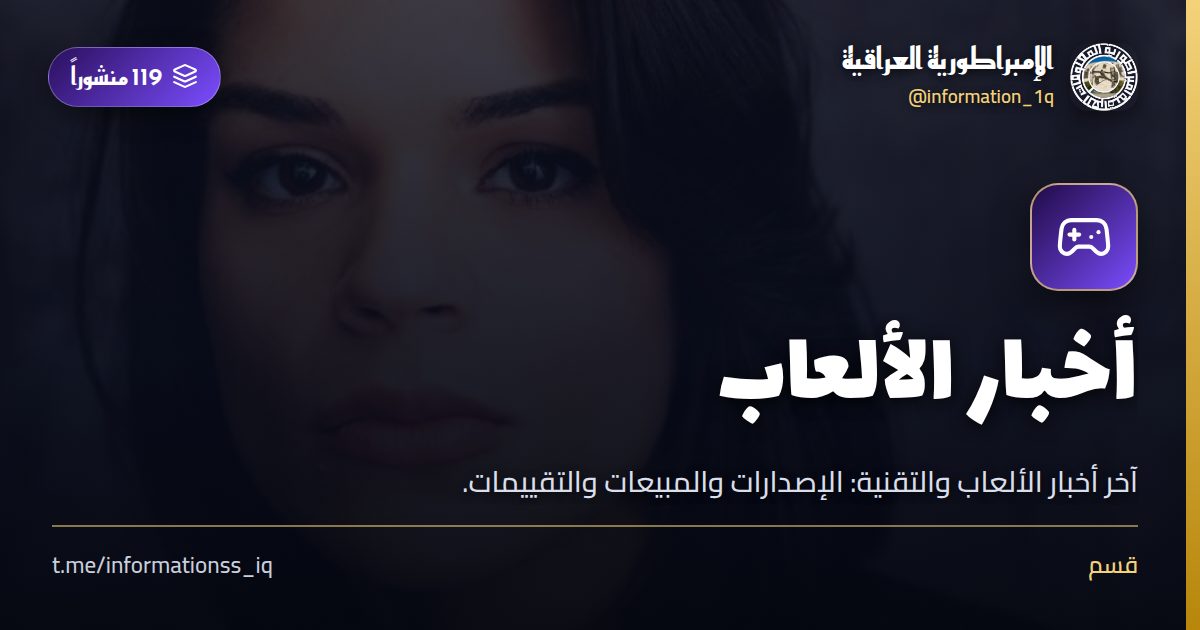 الإمبراطورية العراقية
@information_1q
119 منشوراً
أخبار الألعاب
آخر أخبار الألعاب والتقنية: الإصدارات والمبيعات والتقييمات.
قسم
t.me/informationss_iq